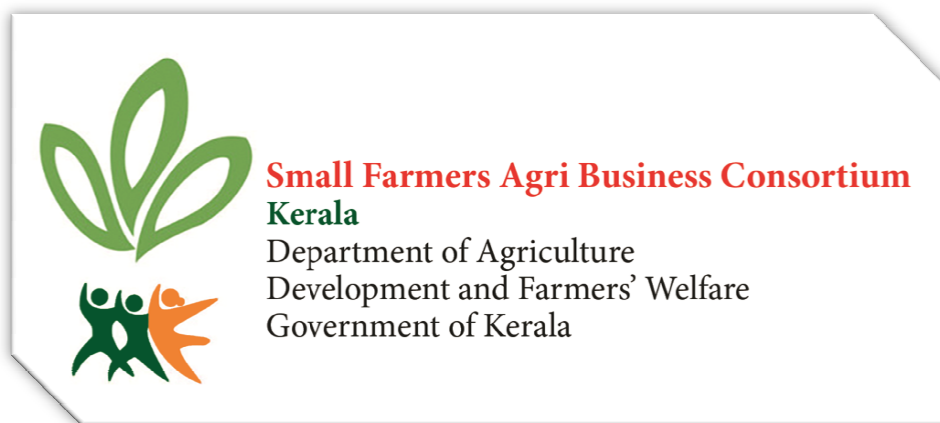 Small Farmers Agri Business Consortium
Kerala
Department of Agriculture
Development and Farmers’ Welfare
Government of Kerala